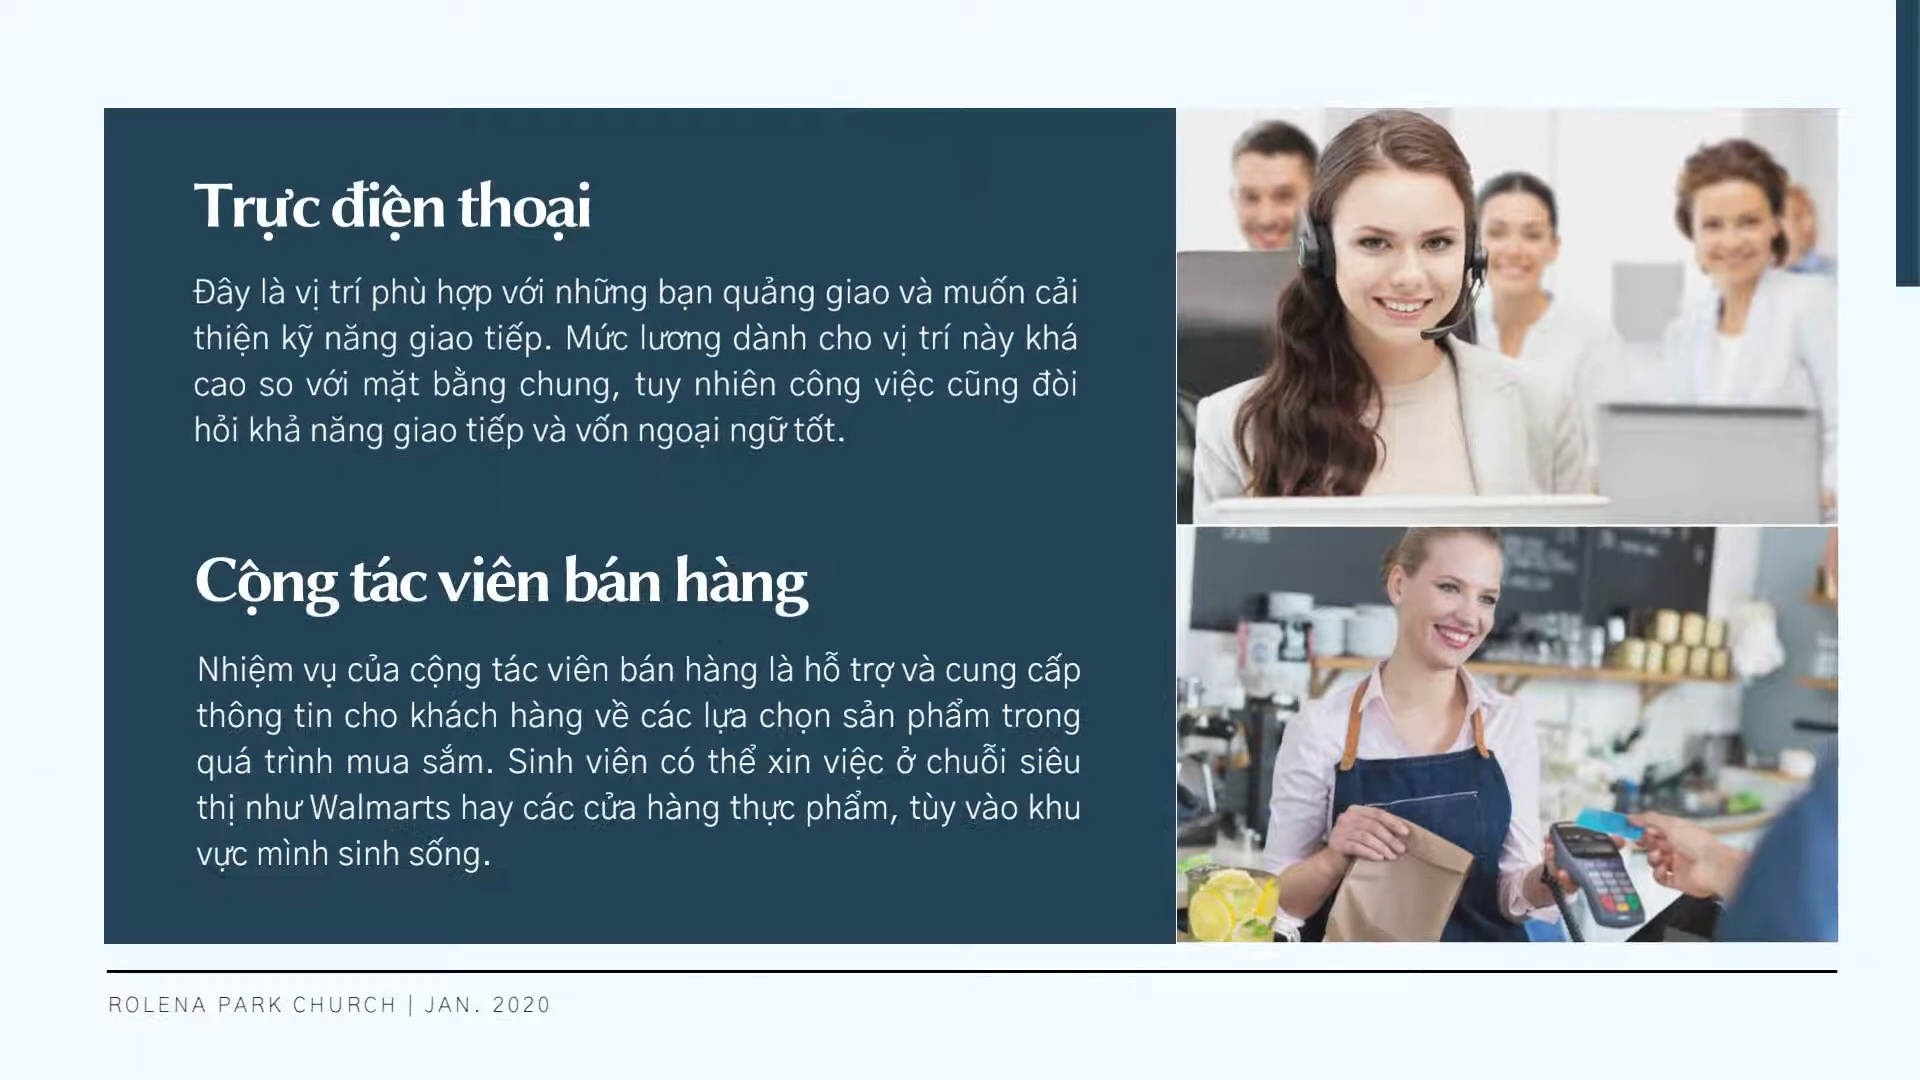 Trực điện thoại
Đây là vị trí phù hợp với những bạn quảng giao và muốn cải
thiện kỹ năng giao tiếp. Mức lương dành cho vị trí này khá
cao so với mặt bằng chung, tuy nhiên công việc cũng đòi
hỏi khả năng giao tiếp và vốn ngoại ngữ tốt.
Cộng tác viên bán hàng
Nhiệm vụ của cộng tác viên bán hàng là hỗ trợ và cung cấp
thông tin cho khách hàng về các lựa chọn sản phẩm trong
quá trình mua sắm. Sinh viên có thể xin việc ở chuỗi siêu
thị như Walmarts hay các cửa hàng thực phẩm, tùy vào khu
vực mình sinh sống.
ROLENA PARK CHURCH | JAN. 2020